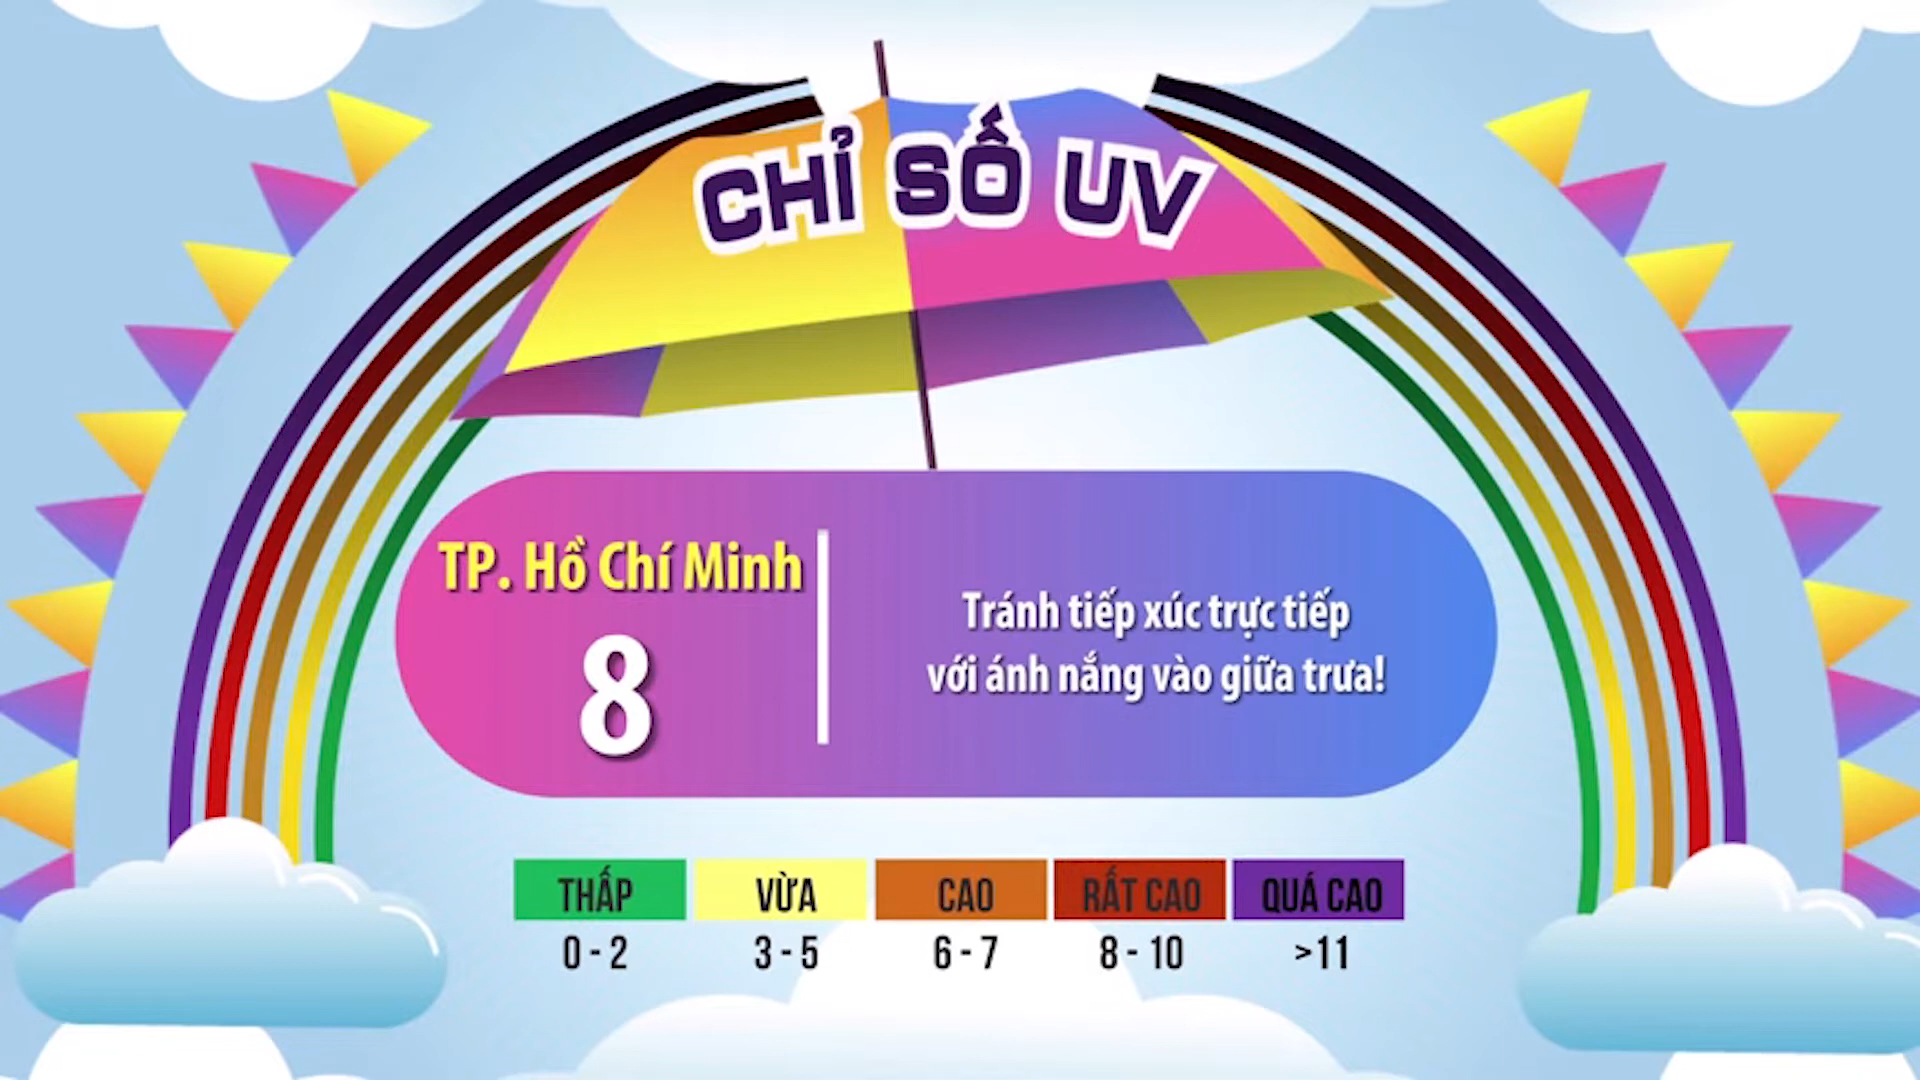 CHỈ SỐ UV
TP. Hồ Chí Minh
8
Tránh tiếp xúc trực tiếp
với ánh nắng vào giữa trưa!
THẤP
VỪA
CAO
RẤT CAO
QUÁ CAO
0 - 2
3 - 5
6 - 7
8 - 10
>11